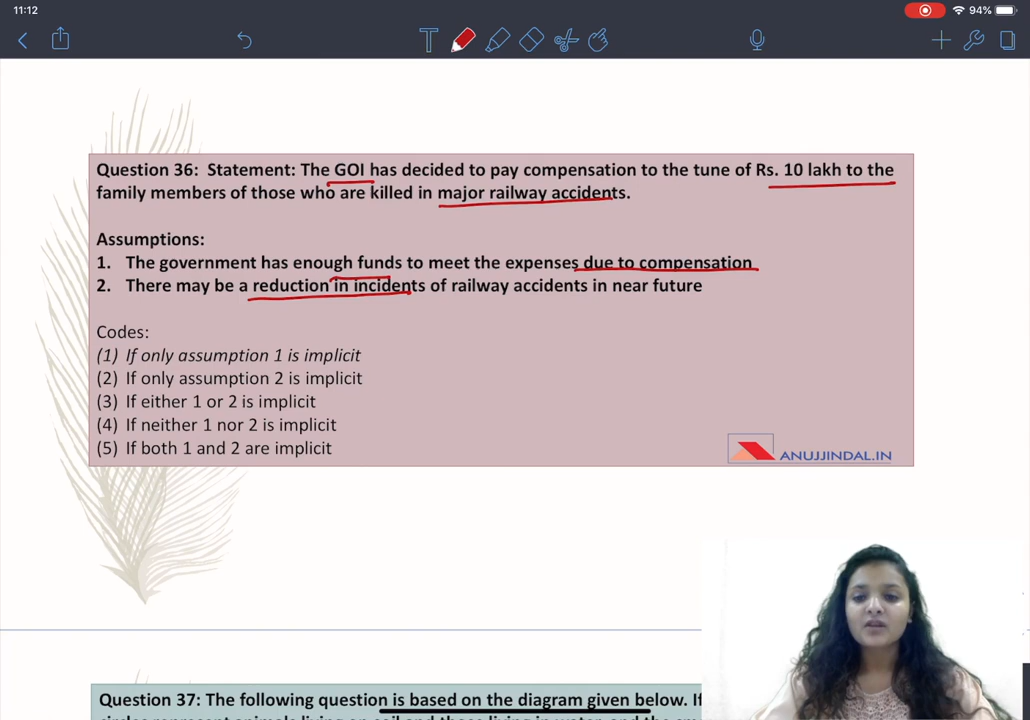 11:12
94%
Question 36: Statement: The GOI has decided to pay compensation to the tune of Rs. 10 lakh to the
family members of those who are killed in major railway accidents.
Assumptions:
1. The government has enough funds to meet the expenses due to compensation
2. There may be a reduction in incidents of railway accidents in near future
Codes:
(1) If only assumption 1 is implicit
(2) If only assumption 2 is implicit
(3) If either 1 or 2 is implicit
(4) If neither 1 nor 2 is implicit
(5) If both 1 and 2 are implicit
ANUJJINDAL.IN
Question 37: The following question is based on the diagram given below. If